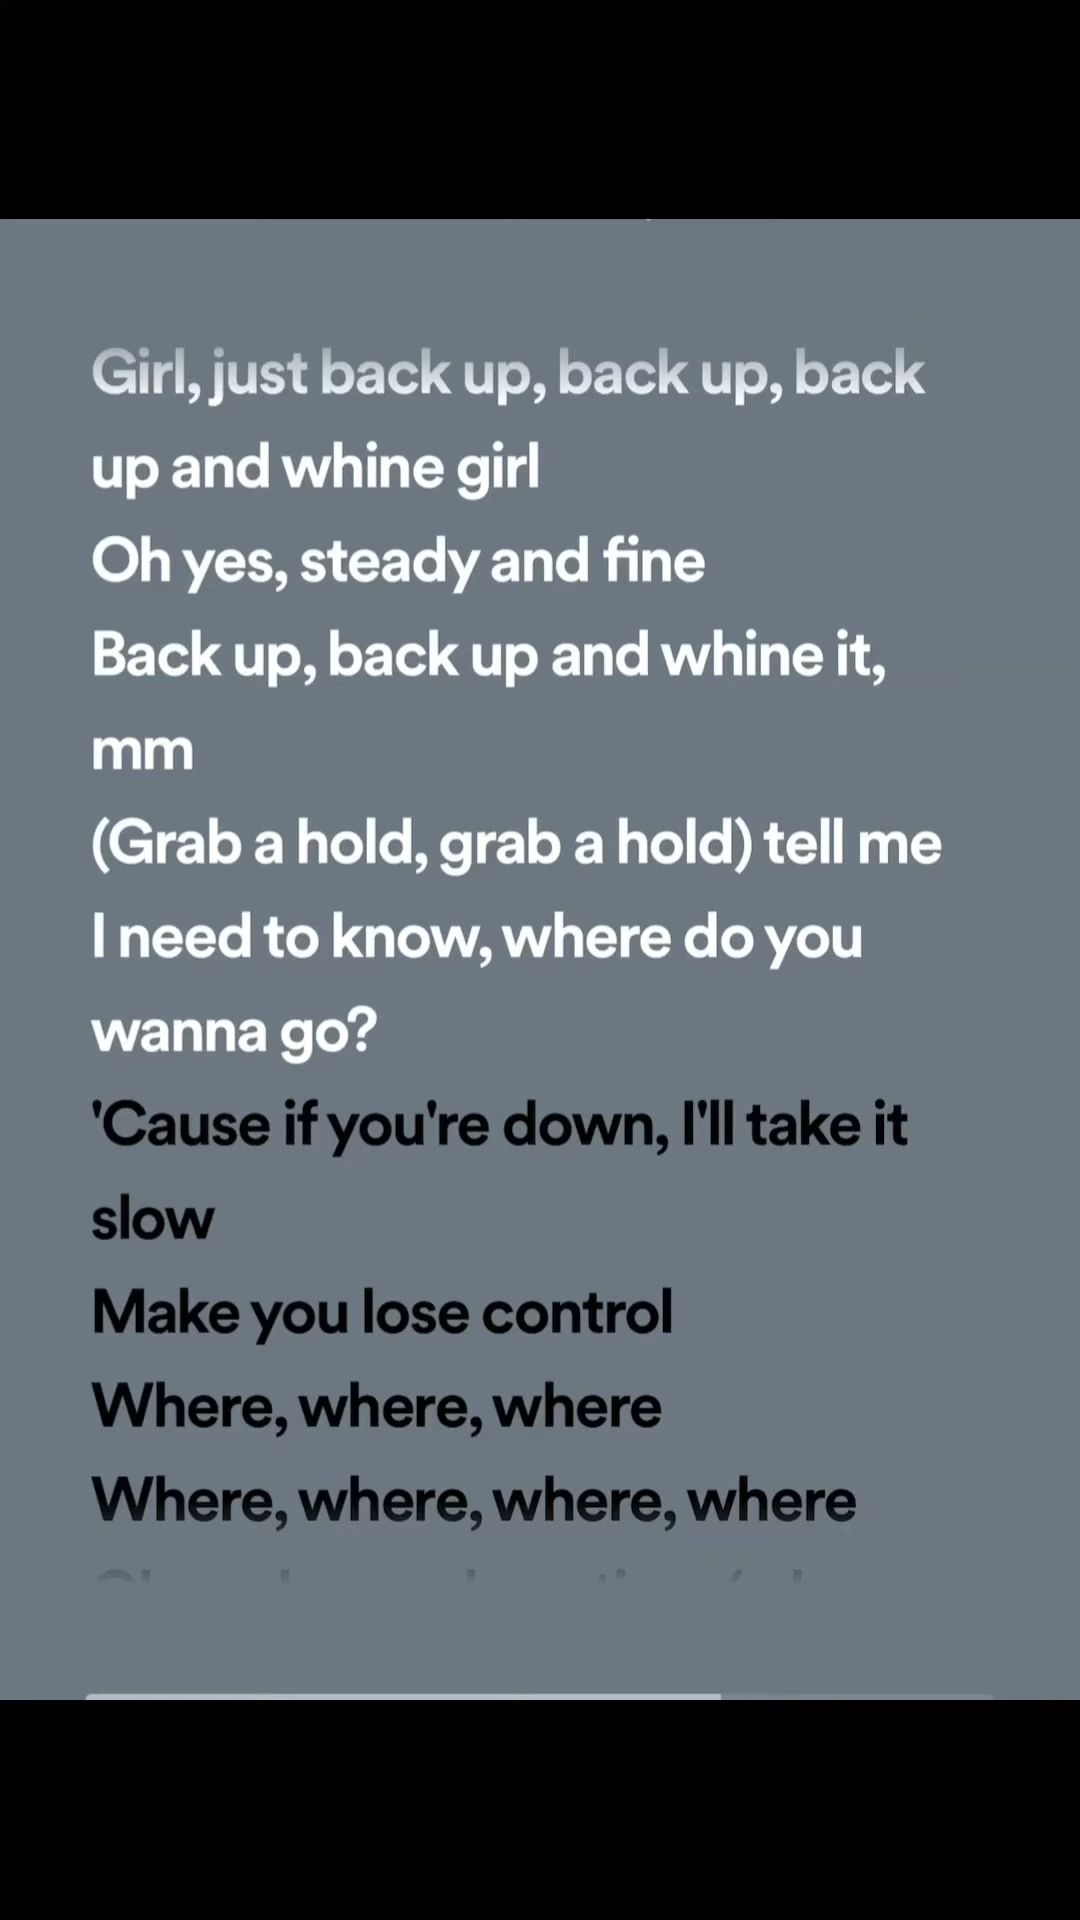 Girl, just back up, back up, back
up and whine girl
Oh yes, steady and fine
Back up, back up and whine it,
mm
(Grab a hold, grab a hold) tell me
I need to know, where do you
wanna go?
'Cause if you're down, I'll take it
slow
Make you lose control
Where, where, where
Where, where, where, where